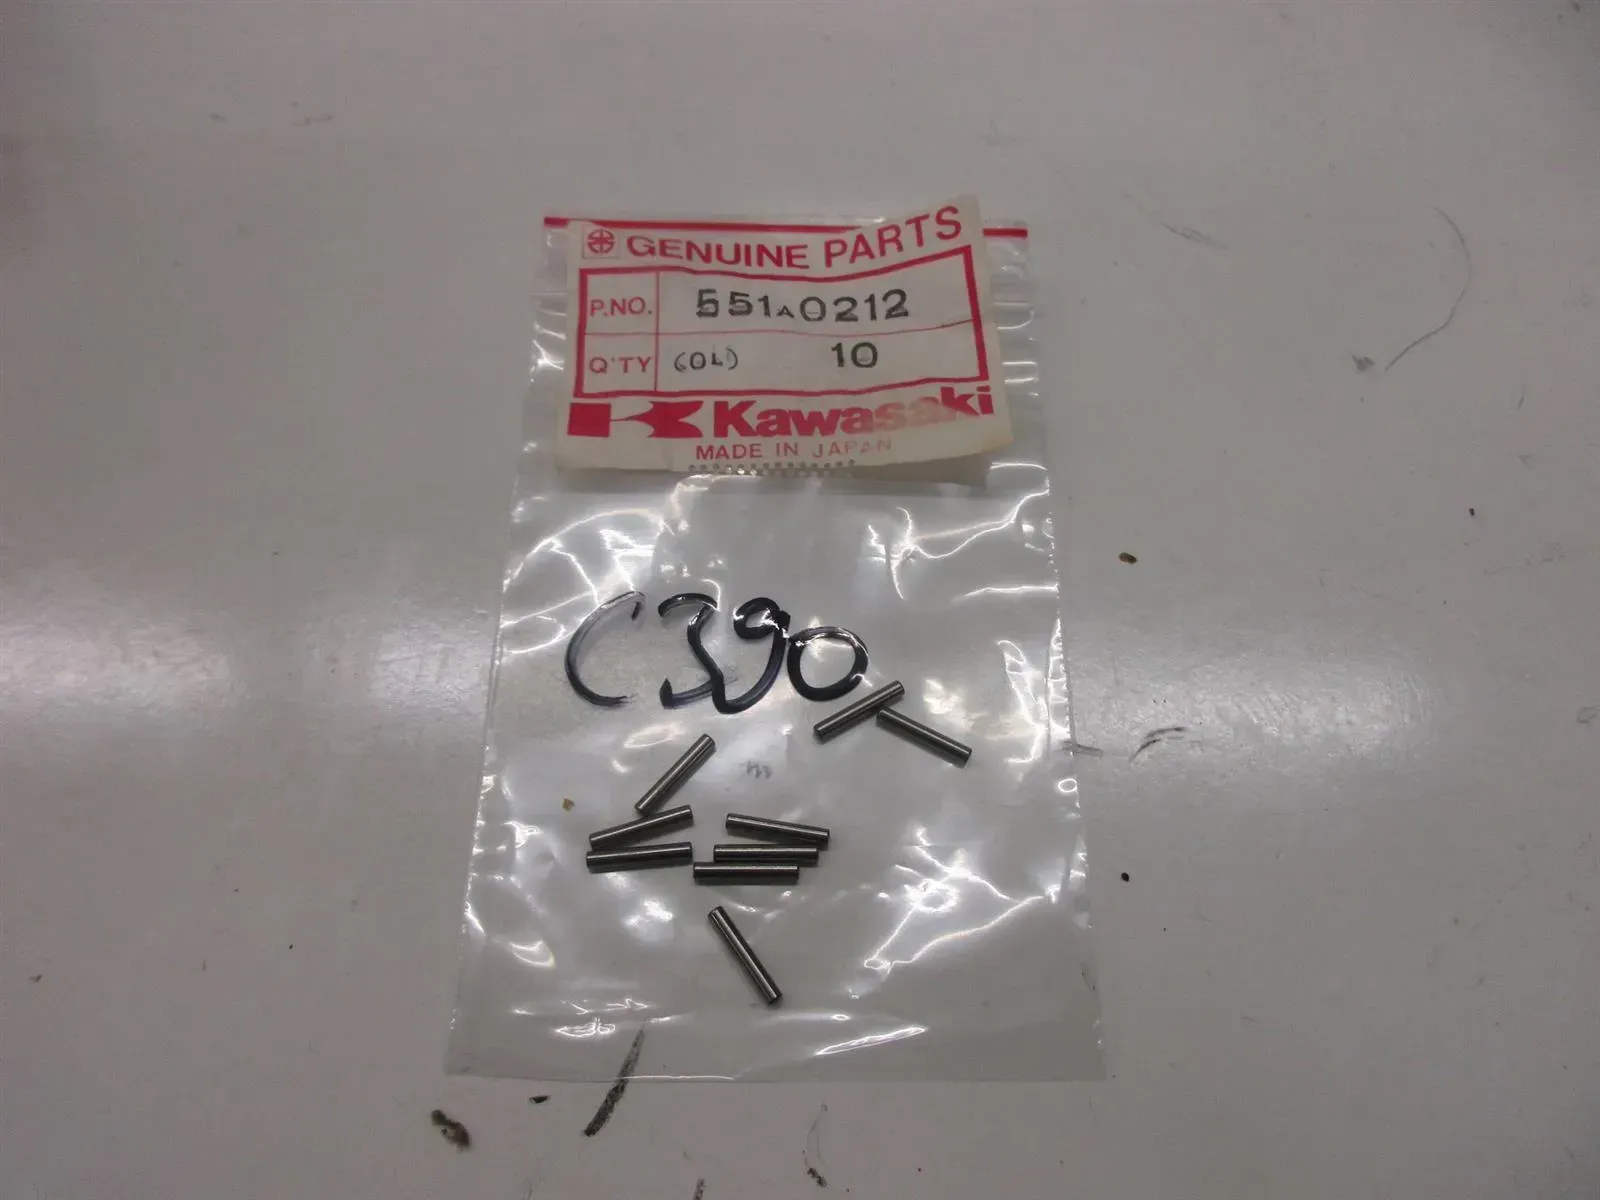 GENUINE PARTS
P.NO. 551A0212
Q'TY (OL) 10
Kawasaki
MADE IN JAPAN
C390